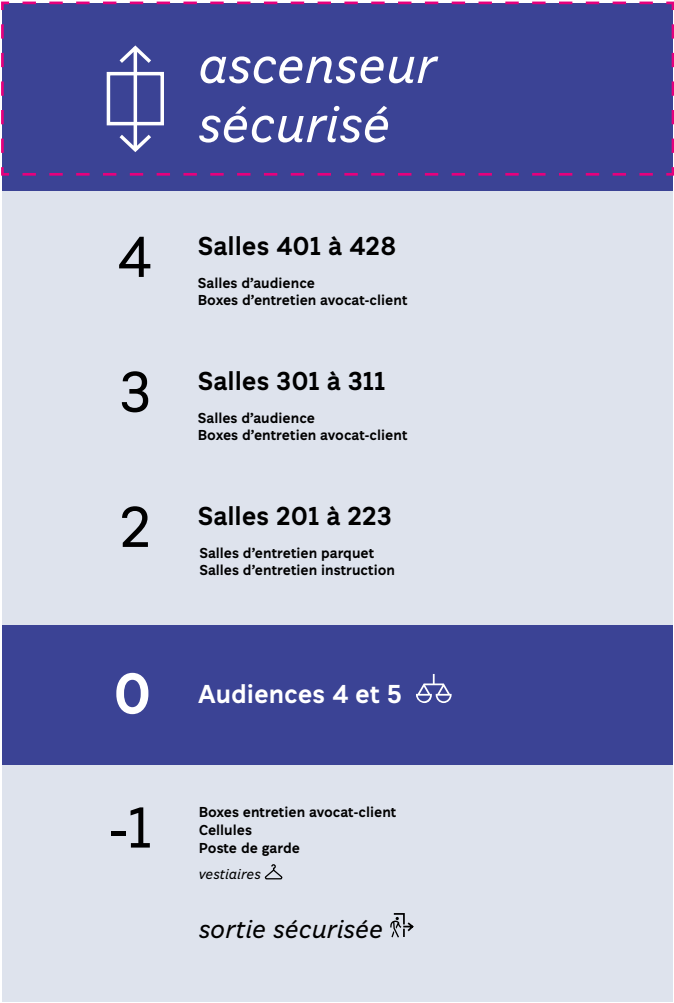 ascenseur
sécurisé
4
Salles 401 à 428
Salles d’audience
Boxes d’entretien avocat-client
3
Salles 301 à 311
Salles d’audience
Boxes d’entretien avocat-client
2
Salles 201 à 223
Salles d’entretien parquet
Salles d’entretien instruction
0
Audiences 4 et 5
-1
Boxes entretien avocat-client
Cellules
Poste de garde
vestiaires
sortie sécurisée